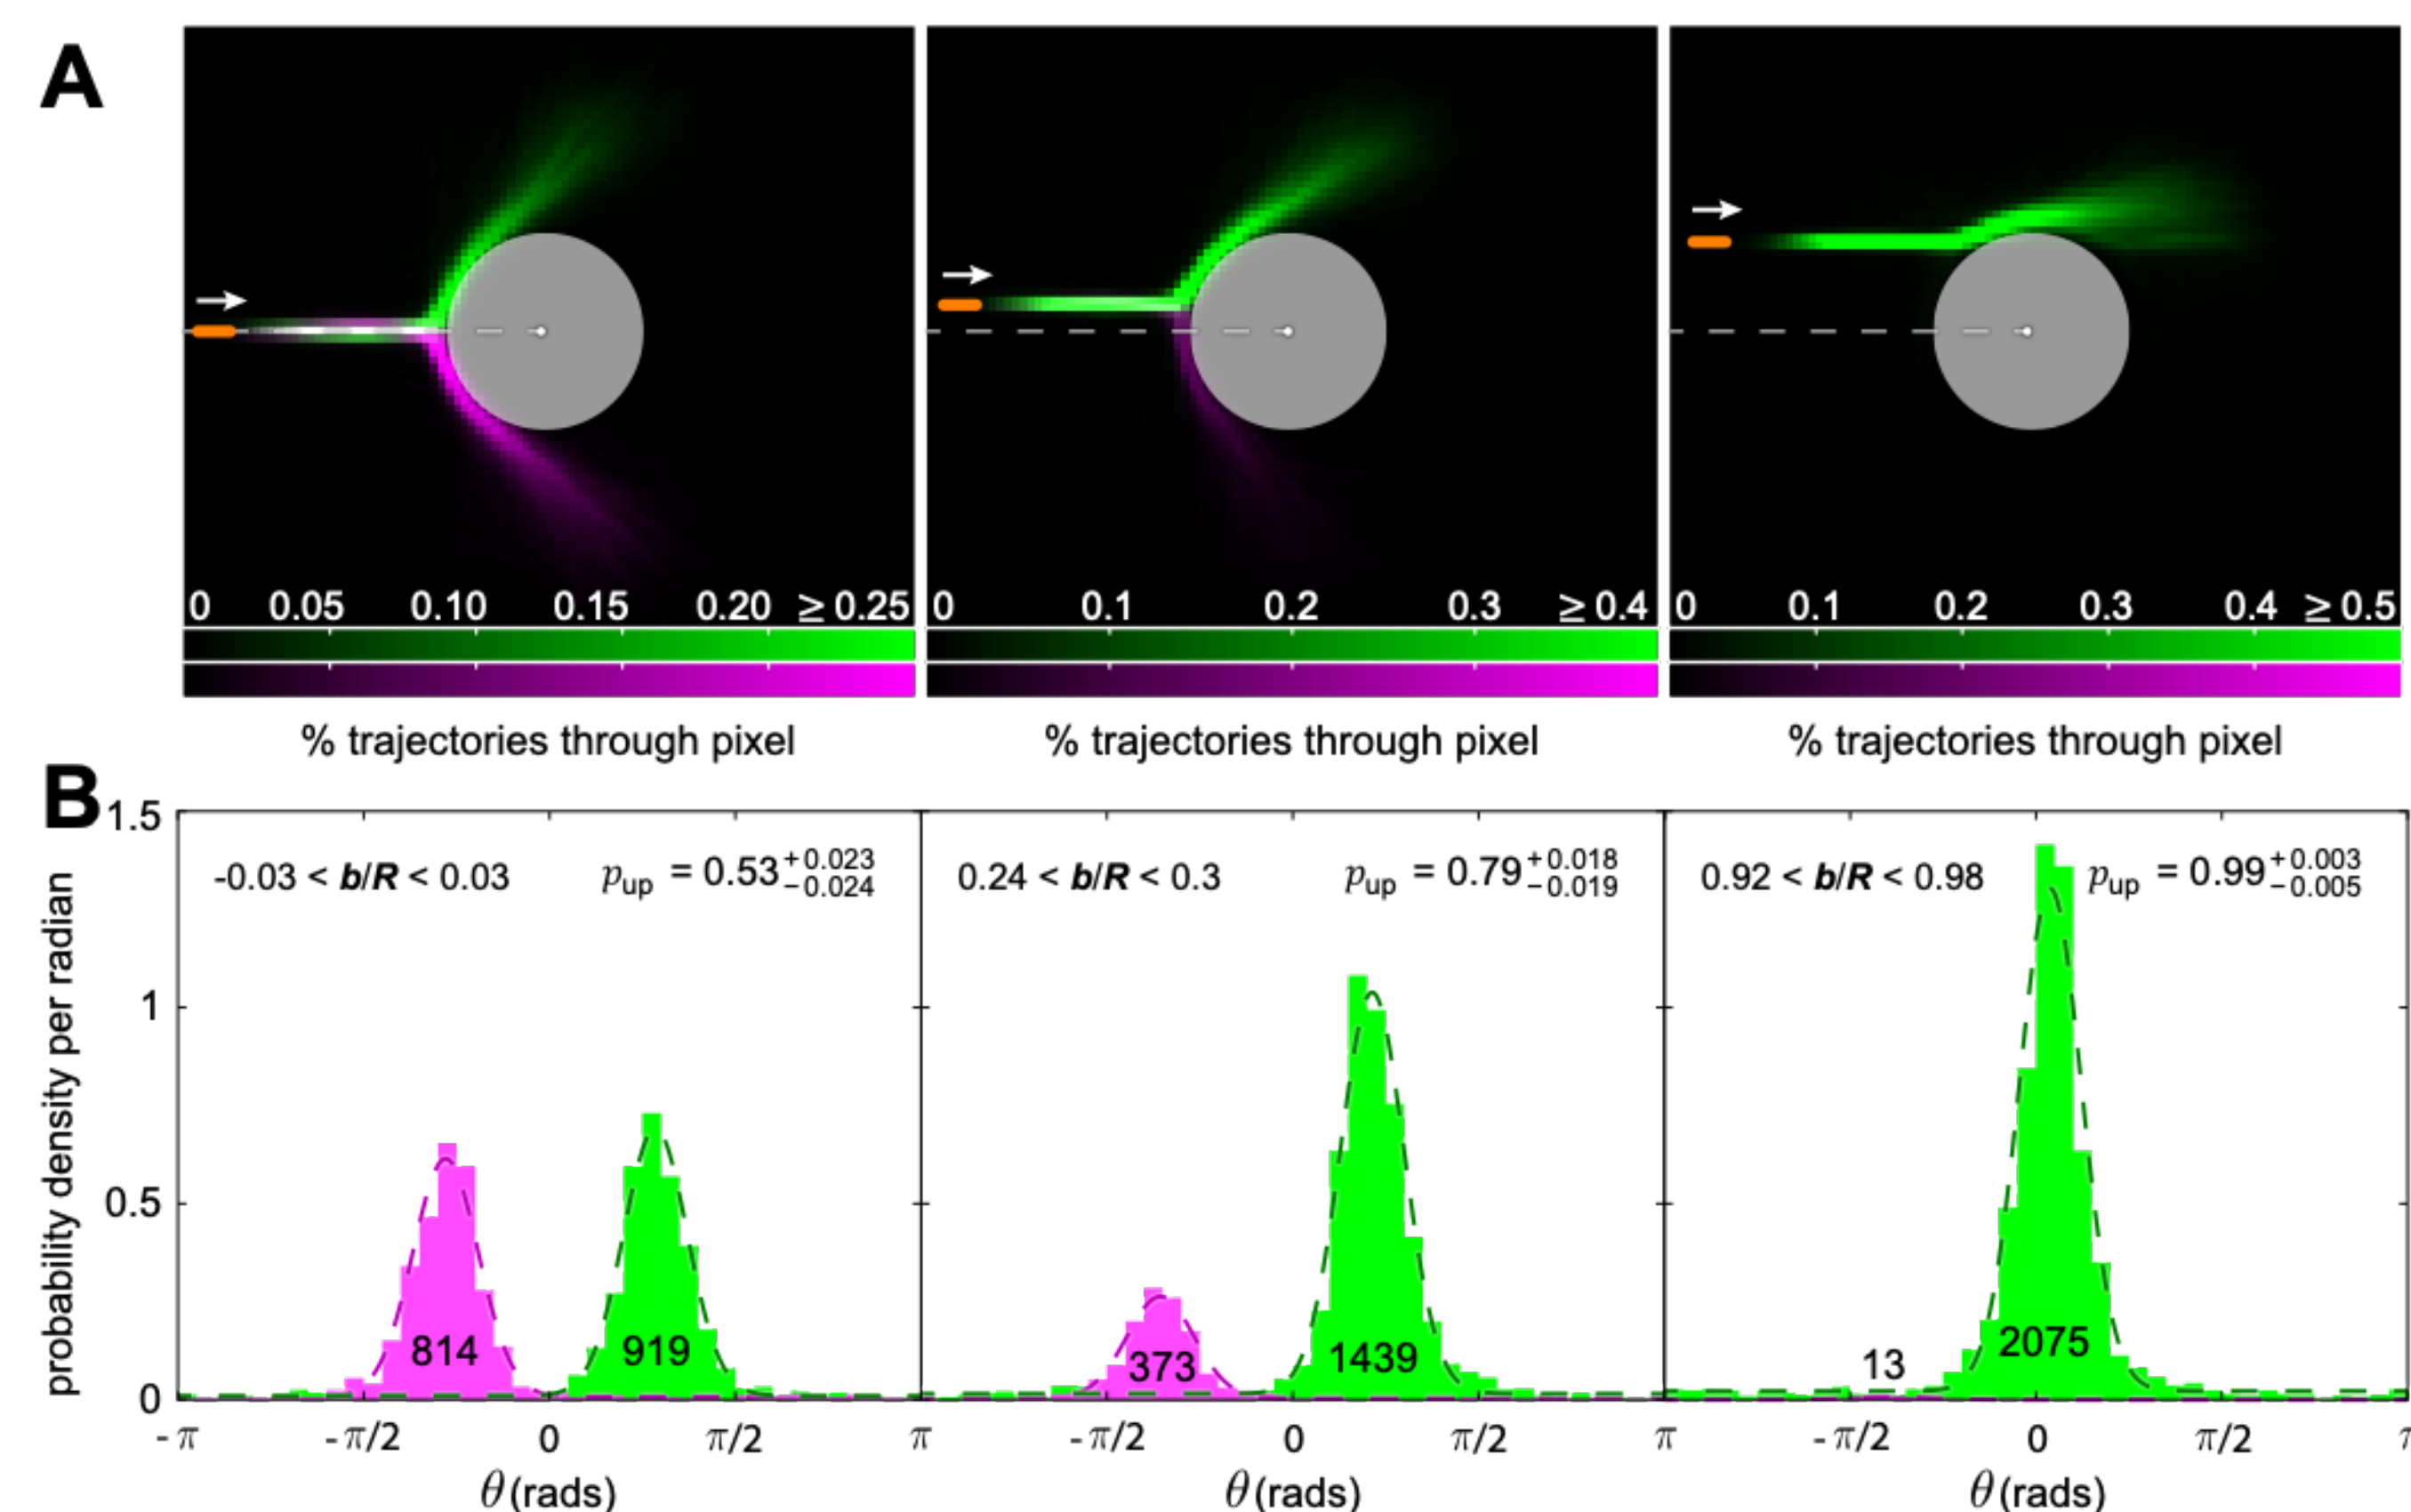 A
0 0.05 0.10 0.15 0.20 ≥ 0.25
0 0.1 0.2 0.3 ≥ 0.4
0 0.1 0.2 0.3 0.4 ≥ 0.5
% trajectories through pixel
% trajectories through pixel
% trajectories through pixel
B
probability density per radian
1.5
1
0.5
0
-0.03 < b/R < 0.03
p_up = 0.53 +0.023 −0.024
814
919
0.24 < b/R < 0.3
p_up = 0.79 +0.018 −0.019
373
1439
0.92 < b/R < 0.98
p_up = 0.99 +0.003 −0.005
13
2075
-π -π/2 0 π/2 π -π/2 0 π/2 π -π/2 0 π/2
θ (rads)
θ (rads)
θ (rads)